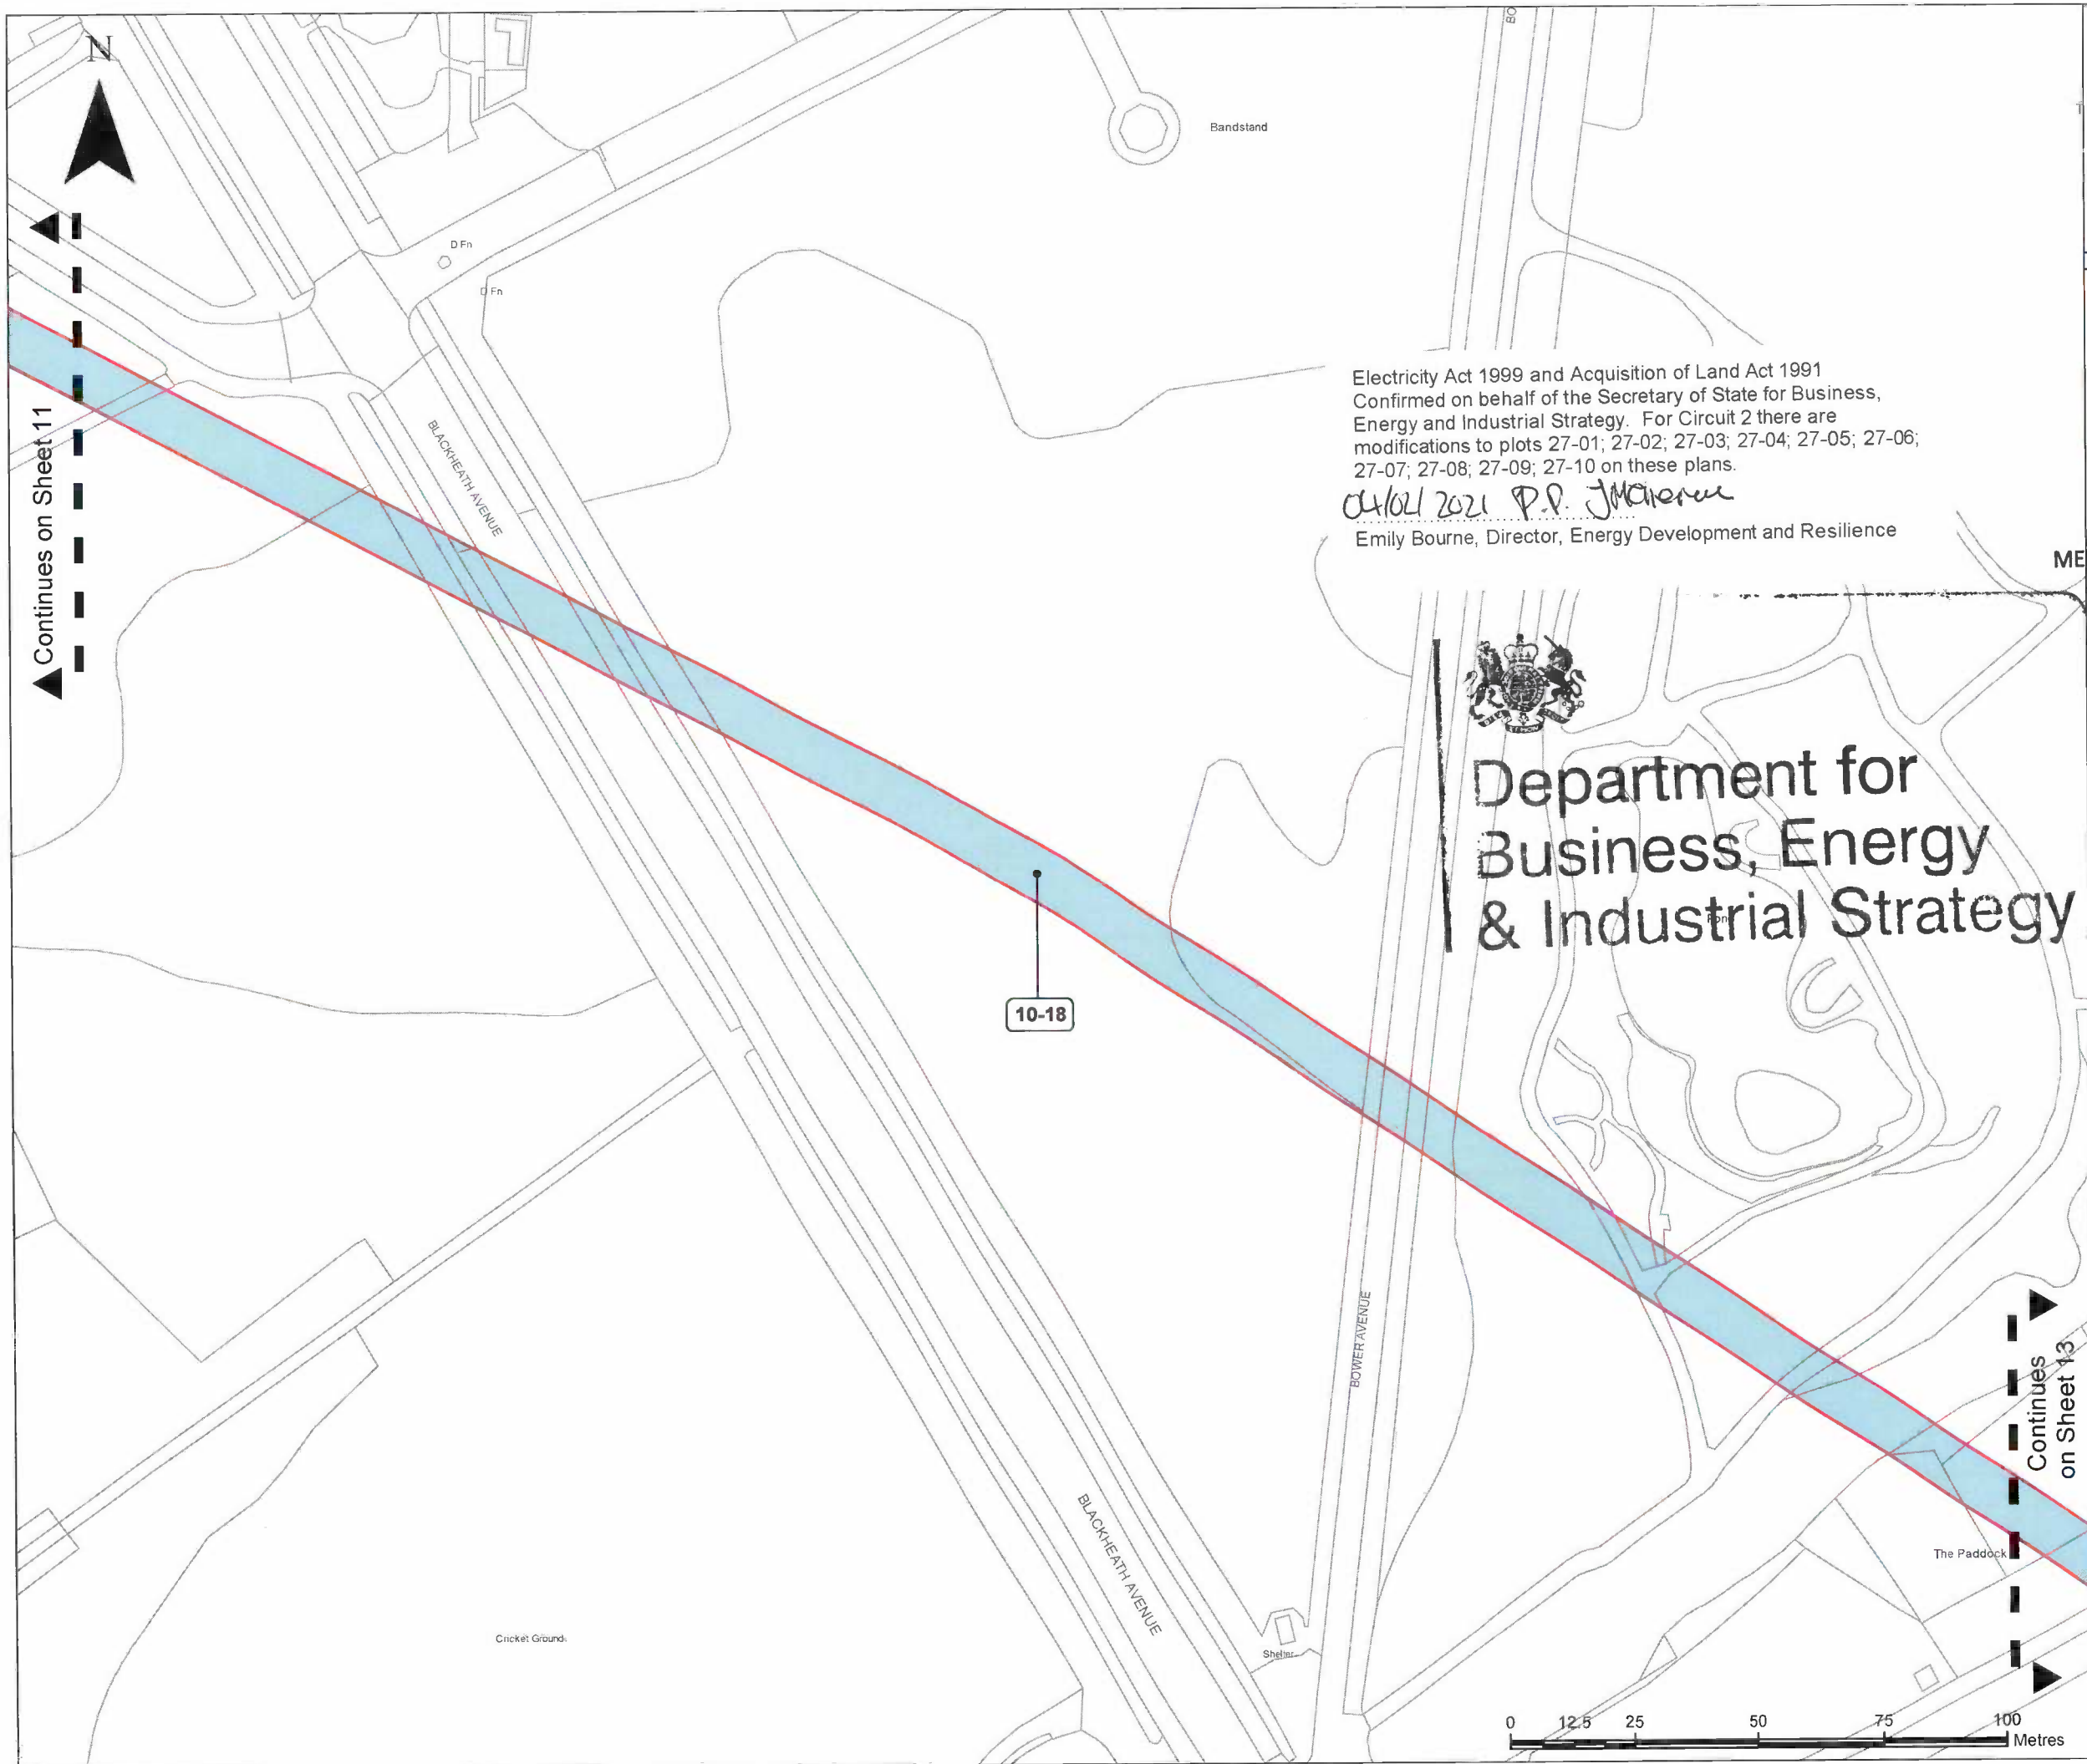 N
BO
Bandstand
D Fn
D Fn
Continues on Sheet 11
BLACKHEATH AVENUE
Electricity Act 1999 and Acquisition of Land Act 1991
Confirmed on behalf of the Secretary of State for Business,
Energy and Industrial Strategy. For Circuit 2 there are
modifications to plots 27-01; 27-02; 27-03; 27-04; 27-05; 27-06;
27-07; 27-08; 27-09; 27-10 on these plans.
04/02/2021 P.P.
Emily Bourne, Director, Energy Development and Resilience
ME
Department for
Business, Energy
& Industrial Strategy
10-18
BOWER AVENUE
Continues
on Sheet 13
BLACKHEATH AVENUE
The Paddock
Cricket Ground
Shelter
0 12.5 25 50 75 100
Metres